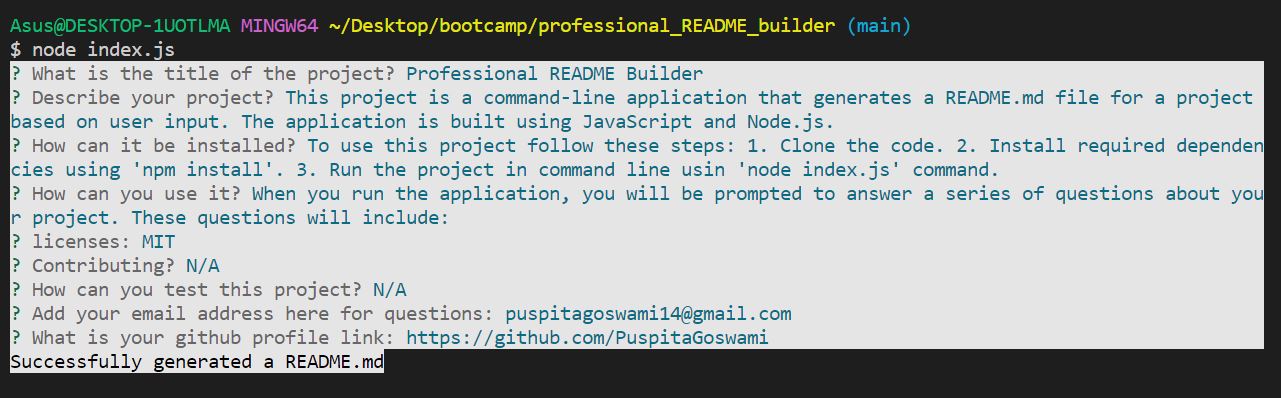 Asus@DESKTOP-1UOTLMA MINGW64 ~/Desktop/bootcamp/professional_README_builder (main)
$ node index.js
? What is the title of the project? Professional README Builder
? Describe your project? This project is a command-line application that generates a README.md file for a project
based on user input. The application is built using JavaScript and Node.js.
? How can it be installed? To use this project follow these steps: 1. Clone the code. 2. Install required dependen
cies using 'npm install'. 3. Run the project in command line usin 'node index.js' command.
? How can you use it? When you run the application, you will be prompted to answer a series of questions about you
r project. These questions will include:
? licenses: MIT
? Contributing? N/A
? How can you test this project? N/A
? Add your email address here for questions: puspitagoswami14@gmail.com
? What is your github profile link: https://github.com/PuspitaGoswami
Successfully generated a README.md